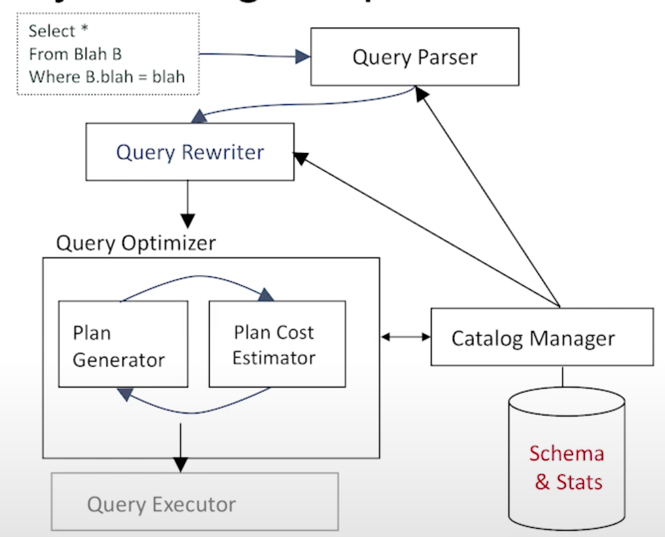 Select *
From Blah B
Where B.blah = blah
Query Parser
Query Rewriter
Query Optimizer
Plan
Generator
Plan Cost
Estimator
Catalog Manager
Schema
& Stats
Query Executor